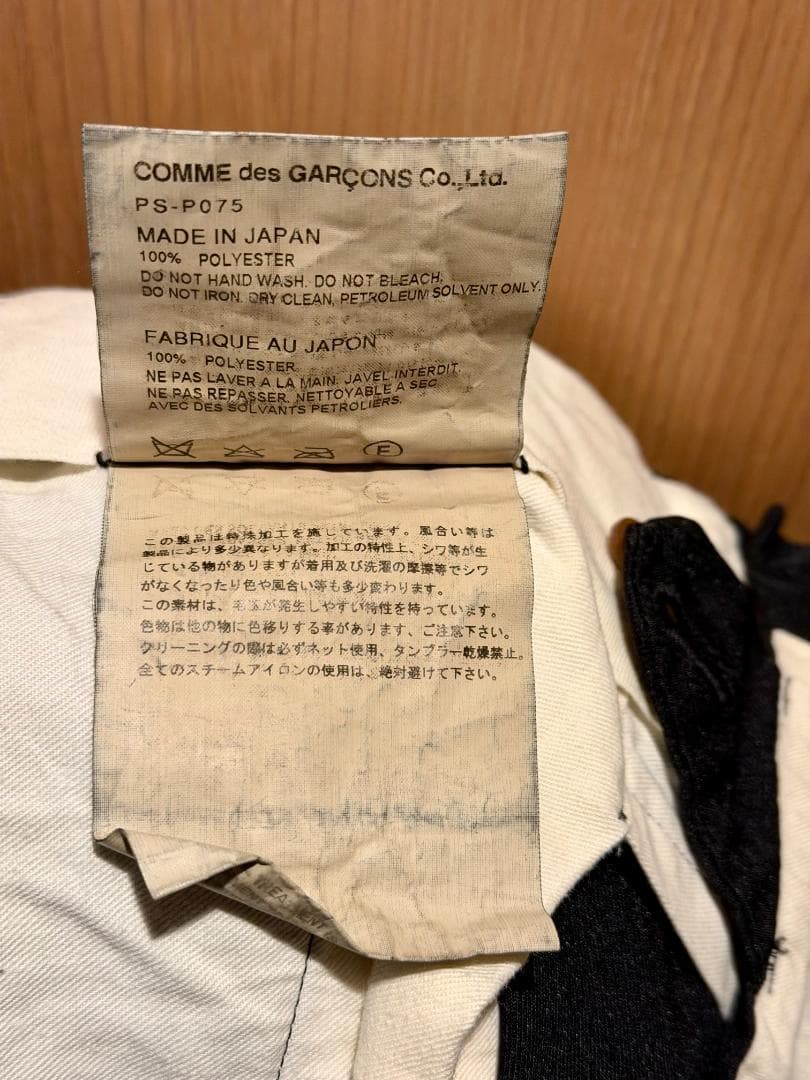 COMME des GARÇONS Co.,Ltd.
PS-P075
MADE IN JAPAN
100% POLYESTER
DO NOT HAND WASH. DO NOT BLEACH.
DO NOT IRON. DRY CLEAN, PETROLEUM SOLVENT ONLY.
FABRIQUE AU JAPON
100% POLYESTER
NE PAS LAVER A LA MAIN. JAVEL INTERDIT.
NE PAS REPASSER. NETTOYABLE A SEC
AVEC DES SOLVANTS PETROLIERS.
F
この製品は特殊加工を施しています。風合い等は
製品により多少異なります。加工の特性上、シワ等が生
じている物がありますが着用及び洗濯の摩擦等でシワ
がなくなったり色や風合い等も多少変わります。
この素材は、毛玉が発生しやすい特性を持っています。
色物は他の物に色移りする事があります、ご注意下さい。
クリーニングの際は必ずネット使用、タンブラー乾燥禁止。
全てのスチームアイロンの使用は、絶対避けて下さい。